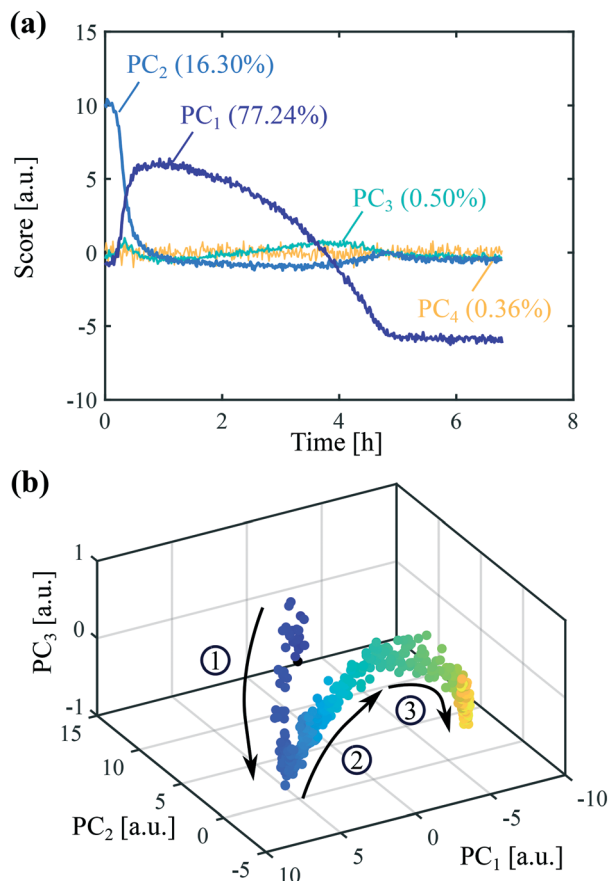 (a)
15
10
5
0
-5
-10
Score [a.u.]
PC2 (16.30%)
PC1 (77.24%)
PC3 (0.50%)
PC4 (0.36%)
0
2
4
6
8
Time [h]
(b)
1
0
-1
PC3 [a.u.]
15
10
5
0
-5
PC2 [a.u.]
10
5
0
-5
-10
PC1 [a.u.]
1
2
3